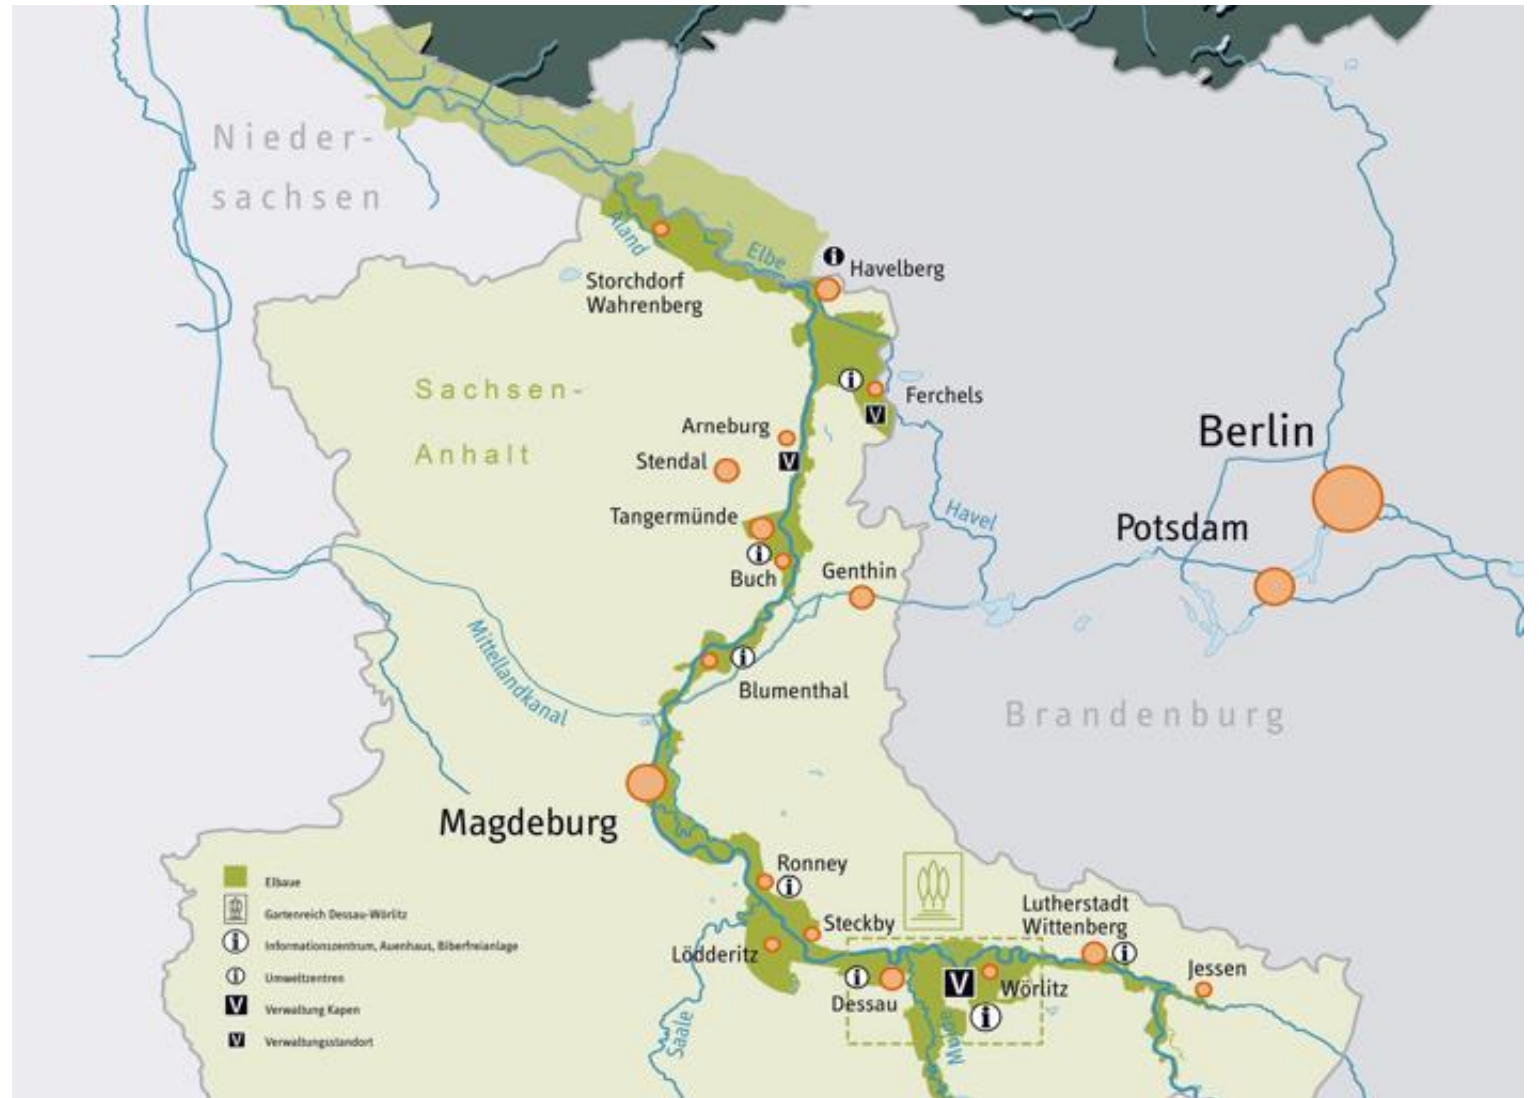 Nieder-
sachsen
Aland
Elbe
Havelberg
Storchdorf
Wahrenberg
Sachsen-
Anhalt
Ferchels
Arneburg
Stendal
Berlin
Tangermünde
Havel
Potsdam
Buch
Genthin
Mittellandkanal
Blumenthal
Brandenburg
Magdeburg
Ronney
Elbaue
Gartenreich Dessau-Wörlitz
Informationszentrum, Auenhaus, Biberfreianlage
Umweltzentren
Verwaltung Kapen
Verwaltungsstandort
Steckby
Lutherstadt
Wittenberg
Lödderitz
Jessen
Dessau
Wörlitz
Saale
Mulde
i
i
V
V
i
i
i
i
V
i
i
i
i
V
V